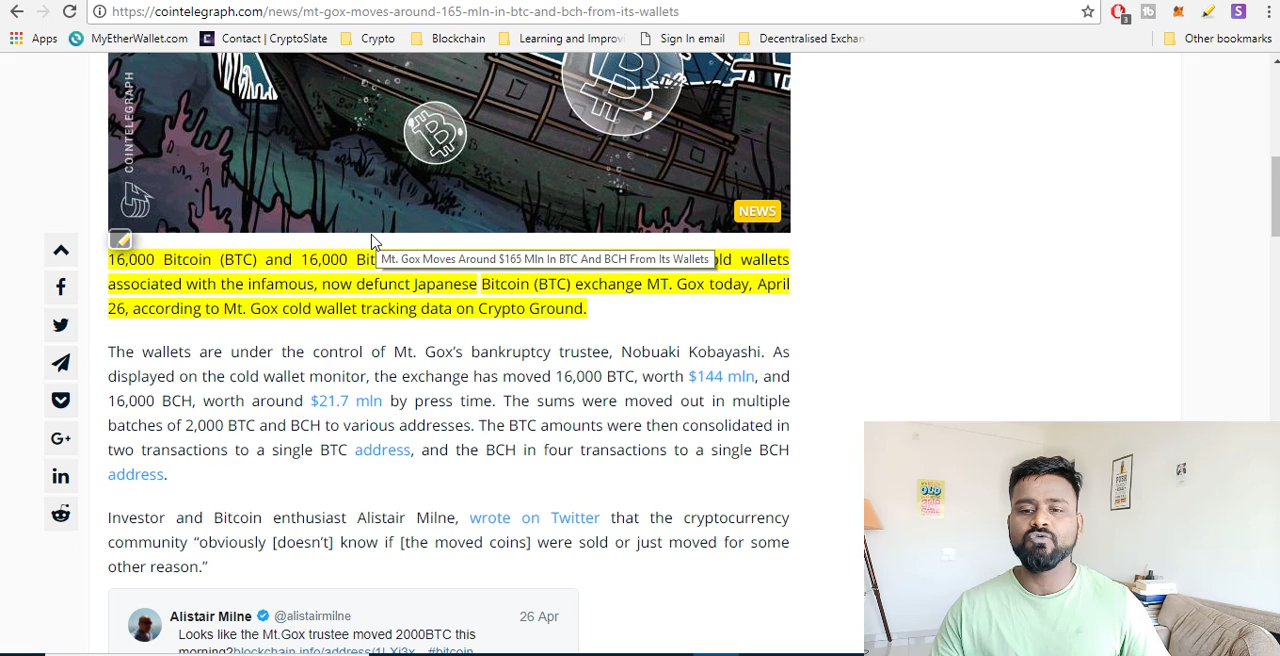 https://cointelegraph.com/news/mt-gox-moves-around-165-mln-in-btc-and-bch-from-its-wallets
3
tb
S
Apps
MyEtherWallet.com
Contact | CryptoSlate
Crypto
Blockchain
Learning and Improvi
Sign In email
Decentralised Exchan
Other bookmarks
COINTELEGRAPH
NEWS
16,000 Bitcoin (BTC) and 16,000 Bit
ld wallets
Mt. Gox Moves Around $165 Mln In BTC And BCH From Its Wallets
associated with the infamous, now defunct Japanese Bitcoin (BTC) exchange MT. Gox today, April
26, according to Mt. Gox cold wallet tracking data on Crypto Ground.
The wallets are under the control of Mt. Gox's bankruptcy trustee, Nobuaki Kobayashi. As
displayed on the cold wallet monitor, the exchange has moved 16,000 BTC, worth $144 mln, and
16,000 BCH, worth around $21.7 mln by press time. The sums were moved out in multiple
batches of 2,000 BTC and BCH to various addresses. The BTC amounts were then consolidated in
two transactions to a single BTC address, and the BCH in four transactions to a single BCH
address.
Investor and Bitcoin enthusiast Alistair Milne, wrote on Twitter that the cryptocurrency
community “obviously [doesn't] know if [the moved coins] were sold or just moved for some
other reason.”
Alistair Milne @alistairmilne 26 Apr
Looks like the Mt.Gox trustee moved 2000BTC this
G+
in